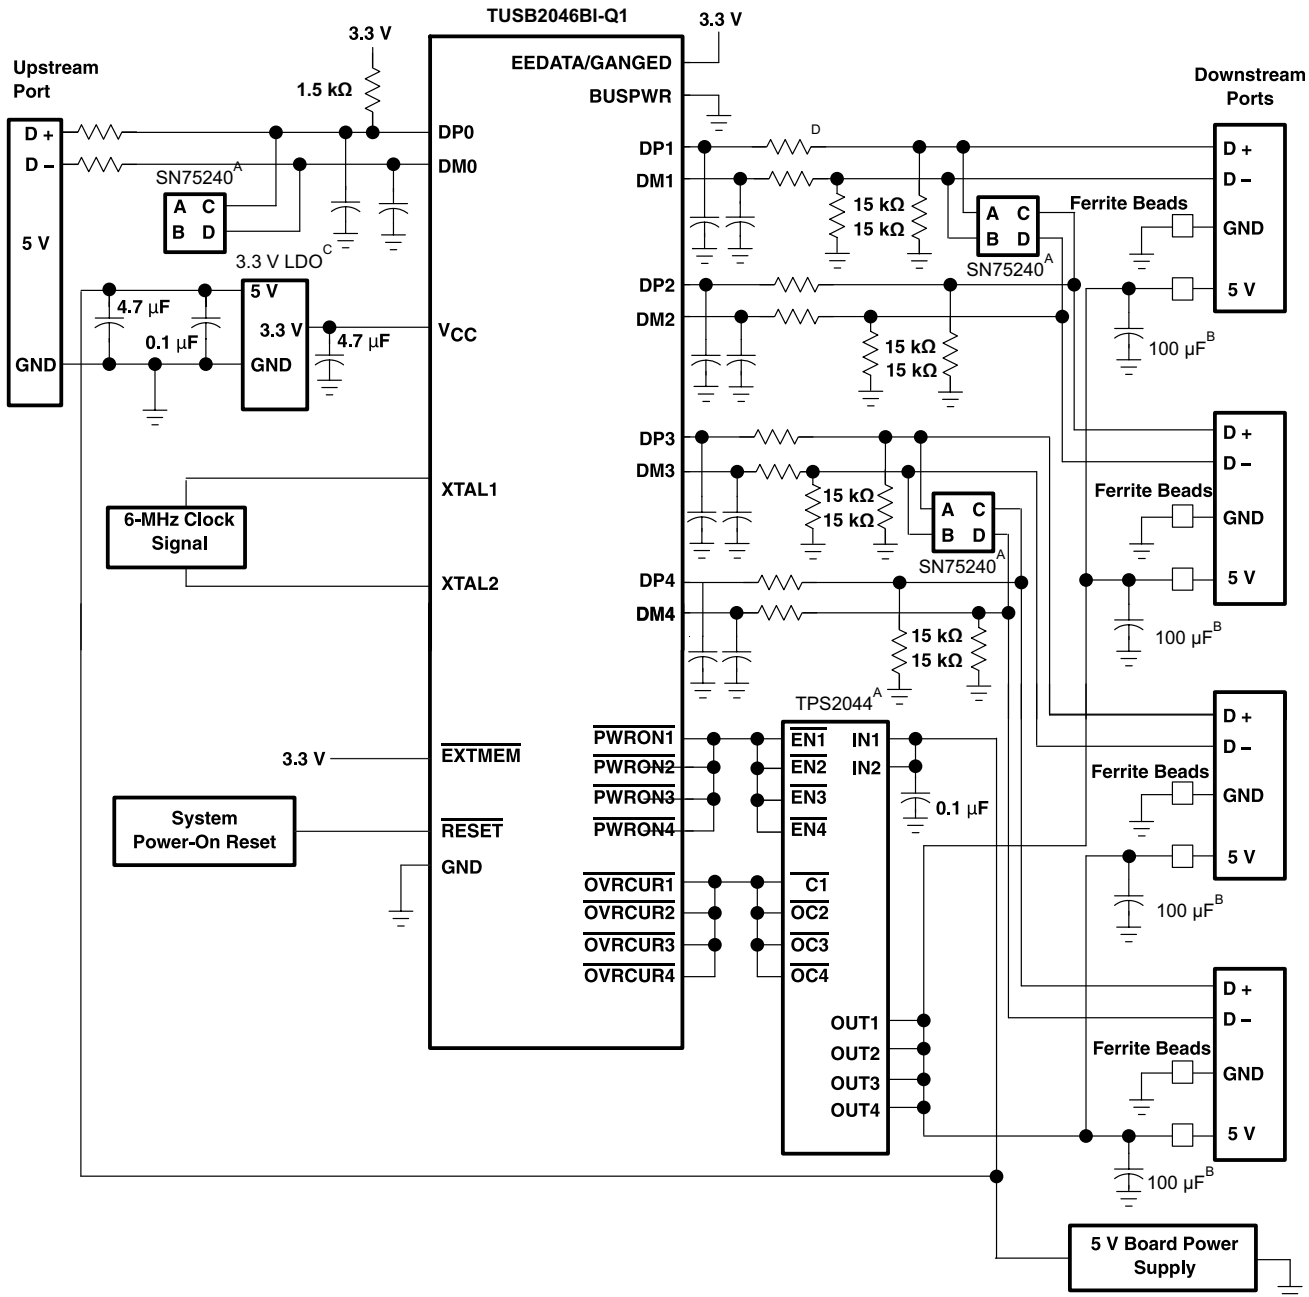 TUSB2046BI-Q1
3.3 V
3.3 V
EEDATA/GANGED
BUSPWR
Upstream
Port
1.5 kΩ
Downstream
Ports
D +
D −
5 V
GND
DP0
DM0
SN75240A
A C
B D
3.3 V LDOC
5 V
3.3 V
GND
4.7 µF
0.1 µF
4.7 µF
VCC
DP1
DM1
D
15 kΩ
15 kΩ
A C
B D
SN75240A
Ferrite Beads
D +
D −
GND
5 V
100 µFB
DP2
DM2
15 kΩ
15 kΩ
DP3
DM3
15 kΩ
15 kΩ
A C
B D
SN75240A
Ferrite Beads
D +
D −
GND
5 V
100 µFB
XTAL1
6-MHz Clock
Signal
XTAL2
DP4
DM4
15 kΩ
15 kΩ
TPS2044A
3.3 V
EXTMEM
System
Power-On Reset
RESET
GND
PWRON1
PWRON2
PWRON3
PWRON4
OVRCUR1
OVRCUR2
OVRCUR3
OVRCUR4
EN1
EN2
EN3
EN4
IN1
IN2
0.1 µF
C1
OC2
OC3
OC4
OUT1
OUT2
OUT3
OUT4
Ferrite Beads
D +
D −
GND
5 V
100 µFB
Ferrite Beads
D +
D −
GND
5 V
100 µFB
5 V Board Power
Supply